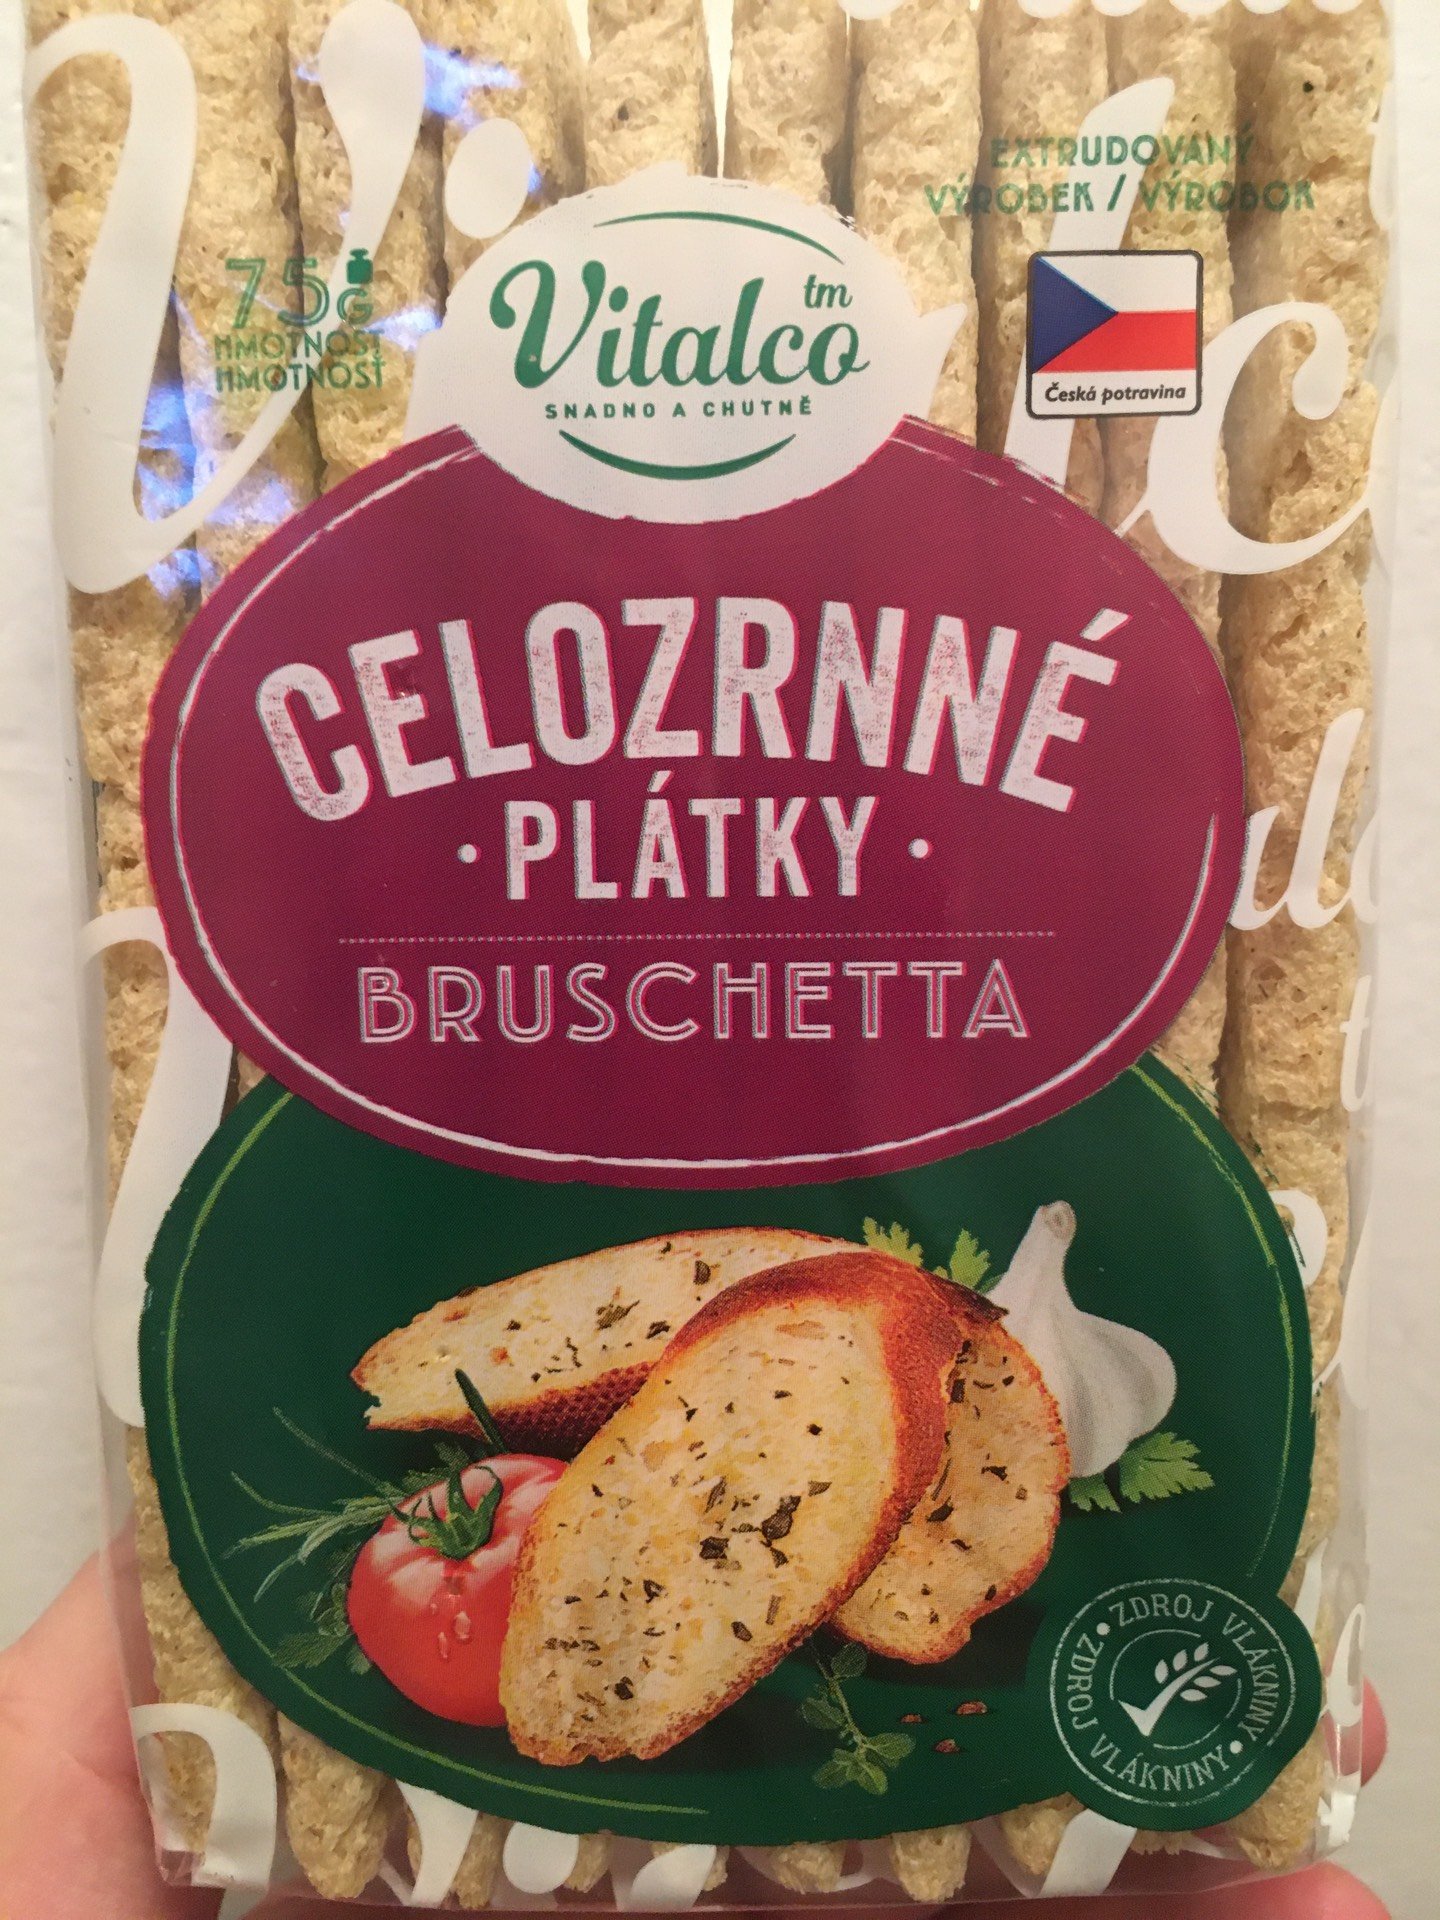 75G
HMOTNOST
HMOTNOSŤ
EXTRUDOVANÝ
VÝROBEK / VÝROBOK
Vitalco tm
SNADNO A CHUTNĚ
Česká potravina
CELOZRNNÉ
• PLÁTKY •
BRUSCHETTA
ZDROJ VLÁKNINY • ZDROJ VLÁKNINY •